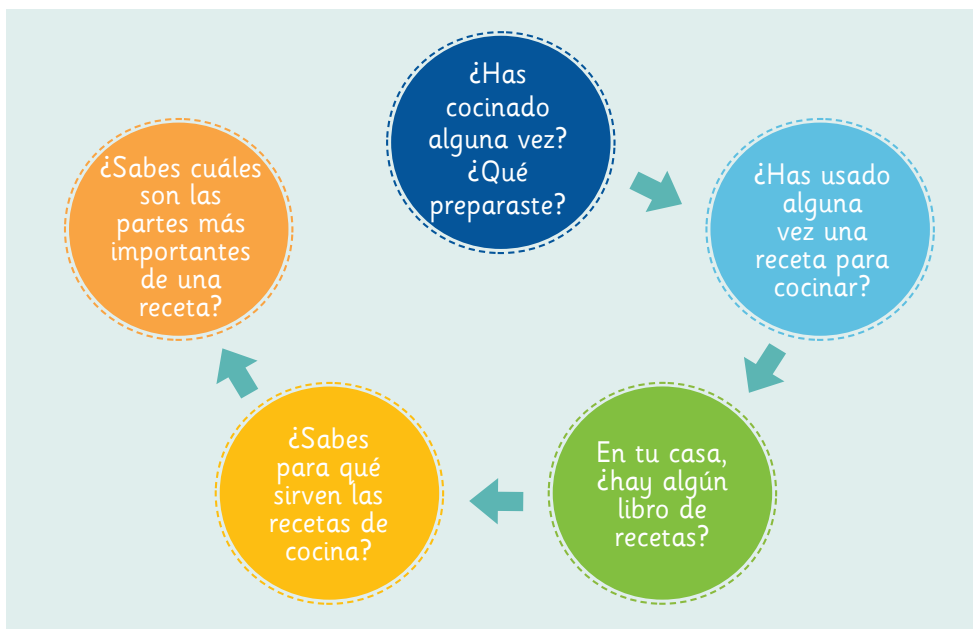 ¿Has
cocinado
alguna vez?
¿Qué
preparaste?
¿Has usado
alguna
vez una
receta para
cocinar?
En tu casa,
¿hay algún
libro de
recetas?
¿Sabes
para qué
sirven las
recetas de
cocina?
¿Sabes cuáles
son las
partes más
importantes
de una
receta?